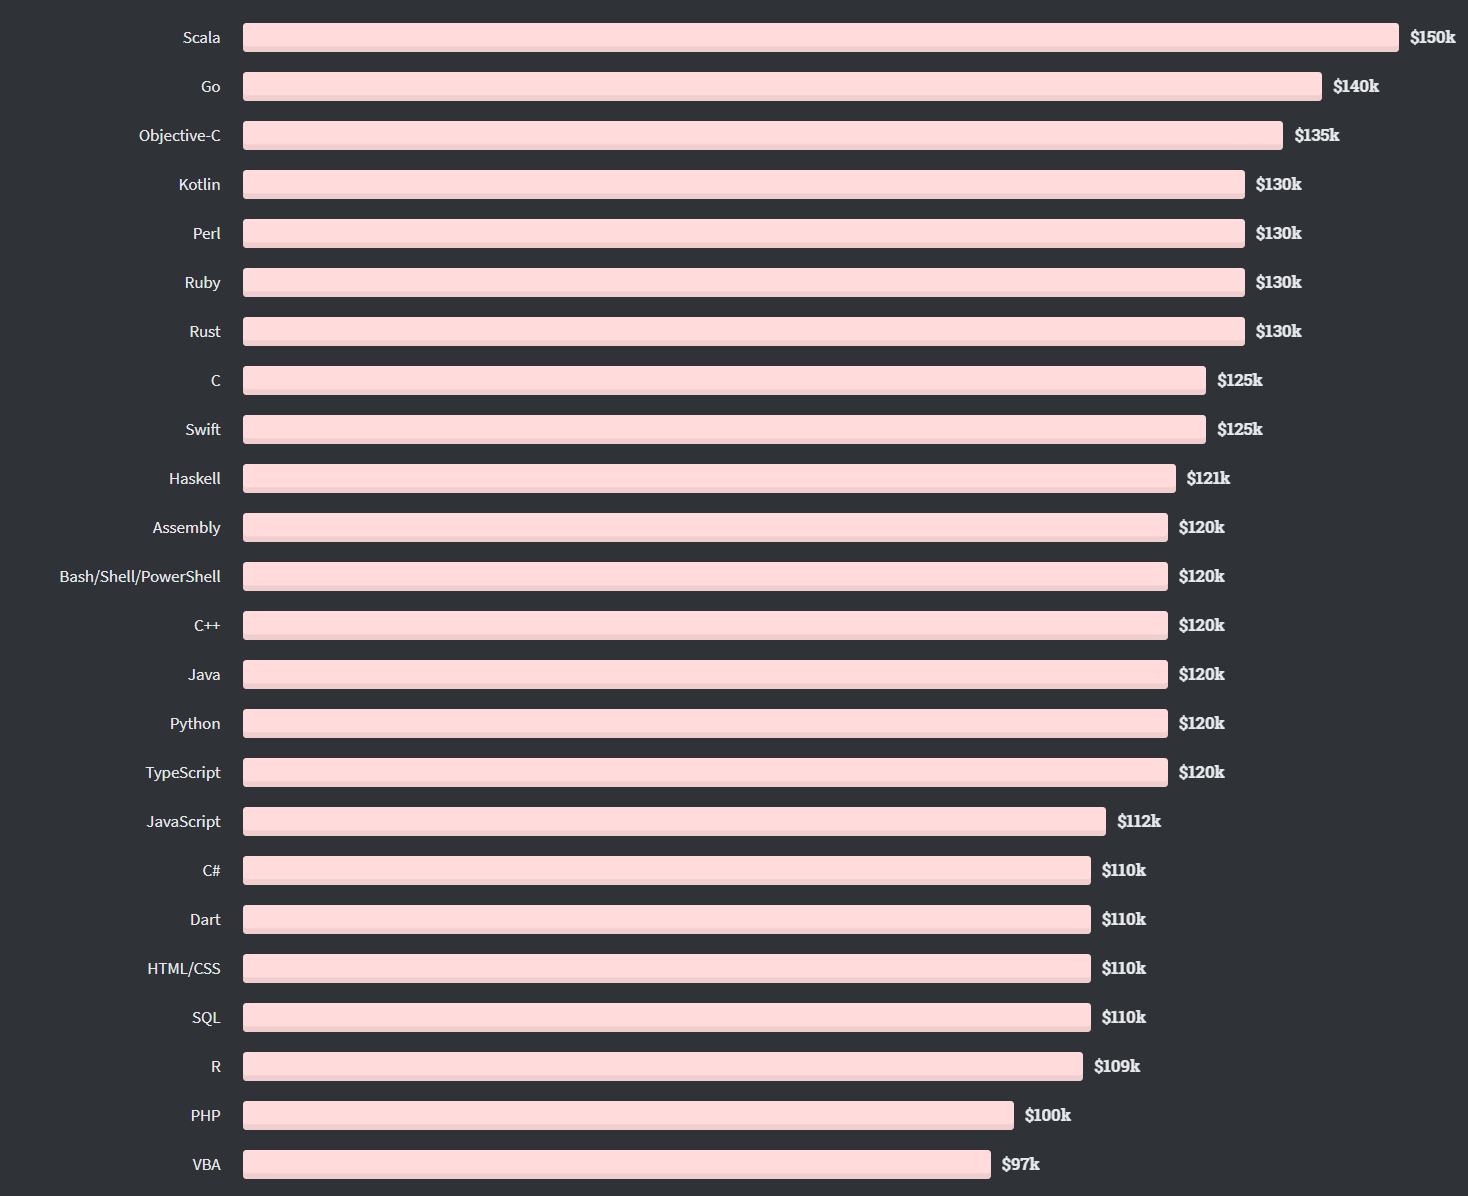 Scala $150k
Go $140k
Objective-C $135k
Kotlin $130k
Perl $130k
Ruby $130k
Rust $130k
C $125k
Swift $125k
Haskell $121k
Assembly $120k
Bash/Shell/PowerShell $120k
C++ $120k
Java $120k
Python $120k
TypeScript $120k
JavaScript $112k
C# $110k
Dart $110k
HTML/CSS $110k
SQL $110k
R $109k
PHP $100k
VBA $97k